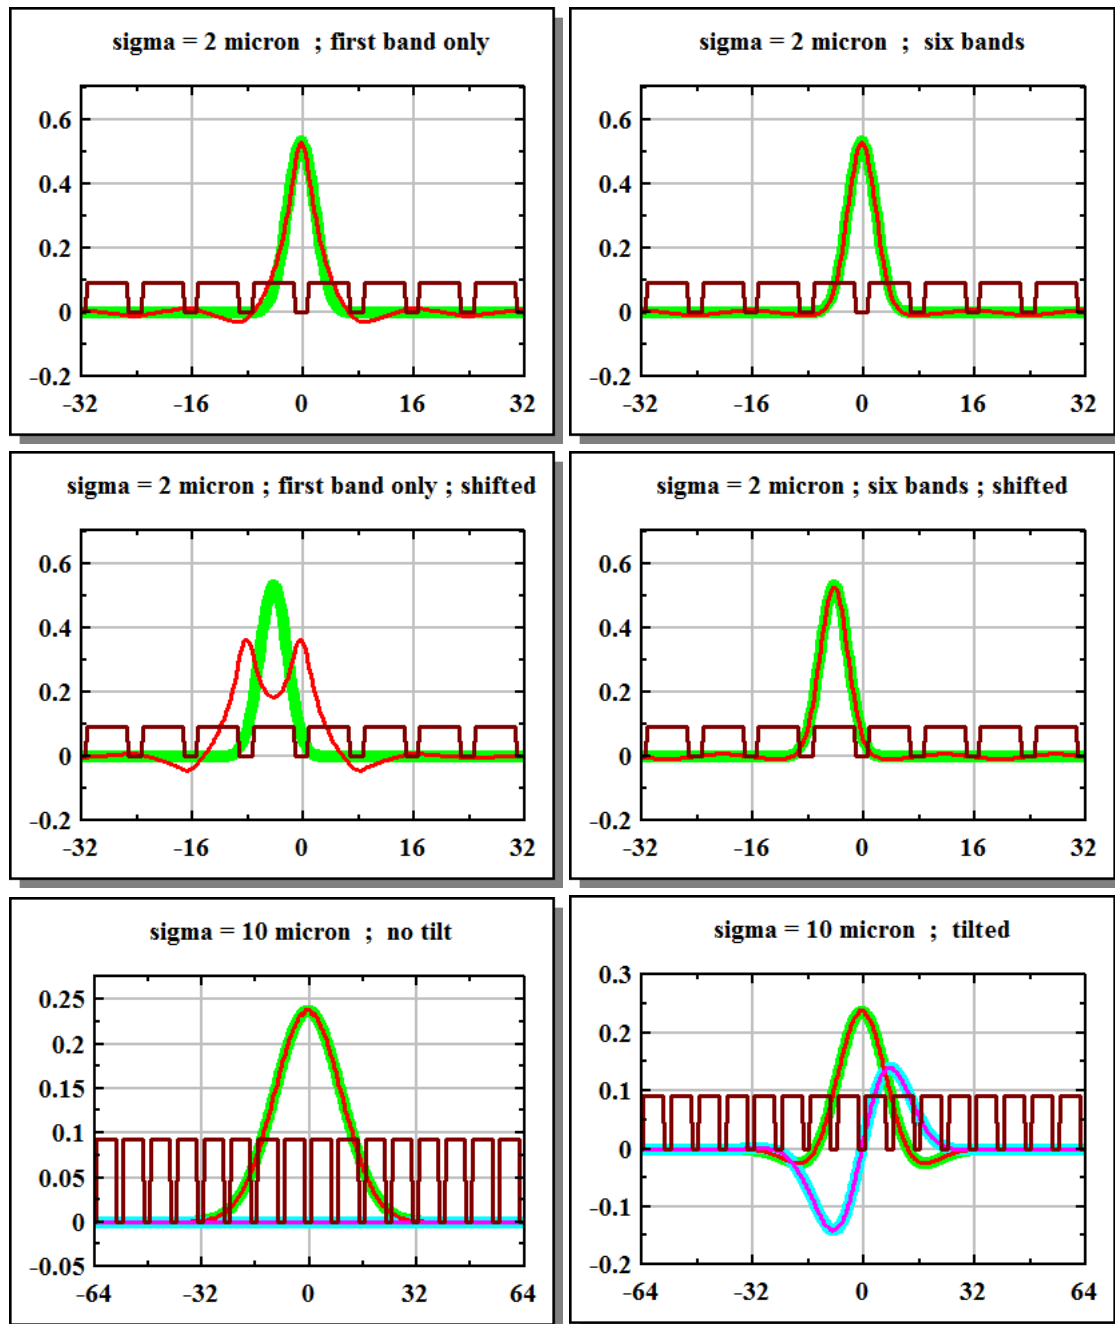 sigma = 2 micron ; first band only
0.6
0.4
0.2
0
-0.2
-32 -16 0 16 32
sigma = 2 micron ; six bands
0.6
0.4
0.2
0
-0.2
-32 -16 0 16 32
sigma = 2 micron ; first band only ; shifted
0.6
0.4
0.2
0
-0.2
-32 -16 0 16 32
sigma = 2 micron ; six bands ; shifted
0.6
0.4
0.2
0
-0.2
-32 -16 0 16 32
sigma = 10 micron ; no tilt
0.25
0.2
0.15
0.1
0.05
0
-0.05
-64 -32 0 32 64
sigma = 10 micron ; tilted
0.3
0.2
0.1
0
-0.1
-0.2
-64 -32 0 32 64